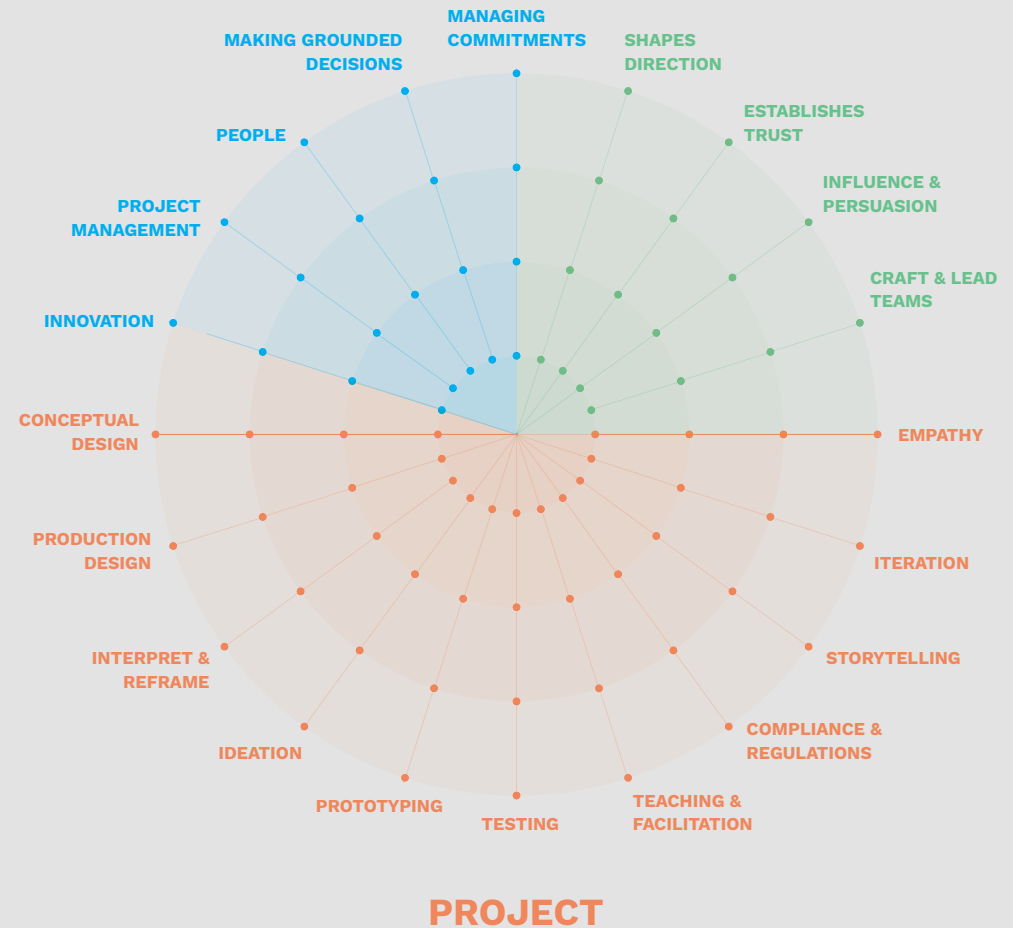 MANAGING
COMMITMENTS
SHAPES
DIRECTION
ESTABLISHES
TRUST
INFLUENCE &
PERSUASION
CRAFT & LEAD
TEAMS
EMPATHY
ITERATION
STORYTELLING
COMPLIANCE &
REGULATIONS
TEACHING &
FACILITATION
TESTING
PROTOTYPING
IDEATION
INTERPRET &
REFRAME
PRODUCTION
DESIGN
CONCEPTUAL
DESIGN
INNOVATION
PROJECT
MANAGEMENT
PEOPLE
MAKING GROUNDED
DECISIONS
PROJECT